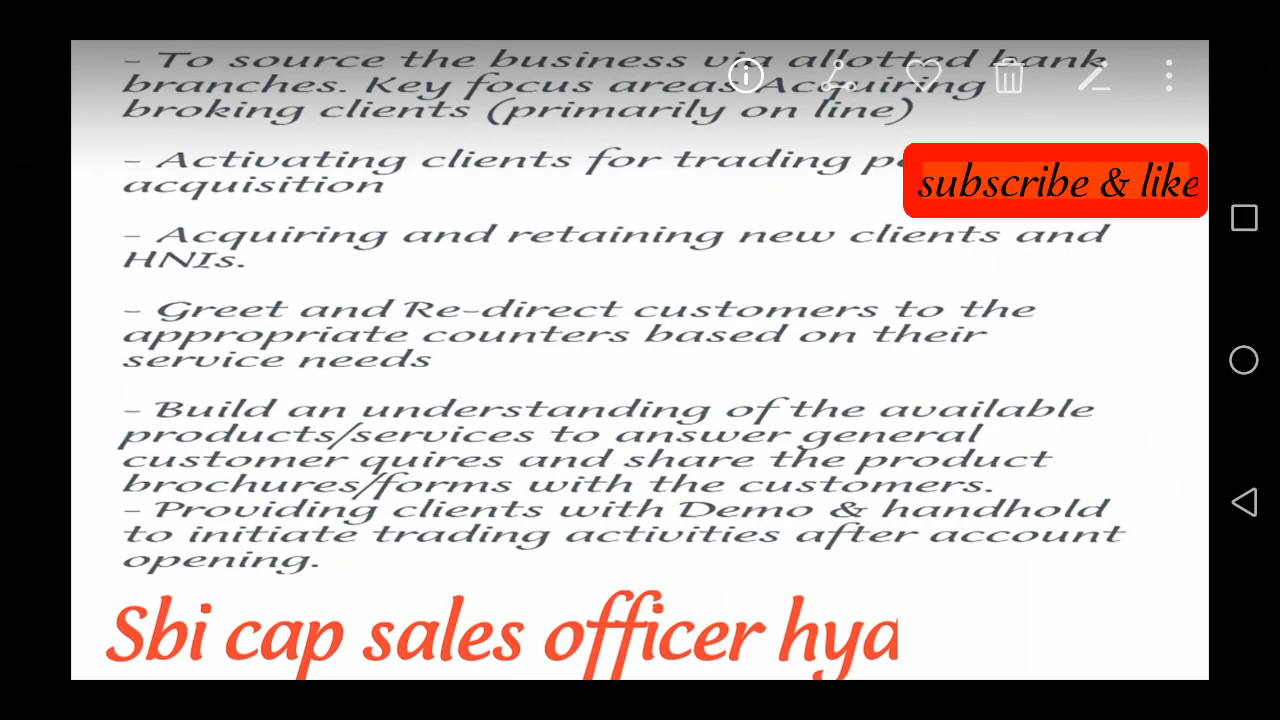 - To source the business via allotted bank
branches. Key focus areas Acquiring
broking clients (primarily on line)
- Activating clients for trading
subscribe & like
acquisition
- Acquiring and retaining new clients and
HNIs.
- Greet and Re-direct customers to the
appropriate counters based on their
service needs
- Build an understanding of the available
products/services to answer general
customer quires and share the product
brochures/forms with the customers.
- Providing clients with Demo & handhold
to initiate trading activities after account
opening.
Sbi cap sales officer hya